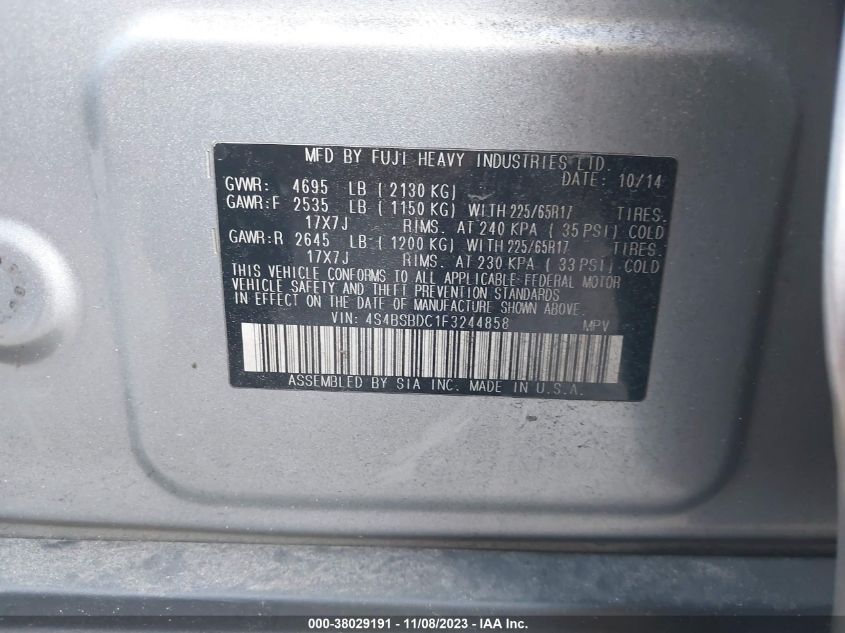 MFD BY FUJI HEAVY INDUSTRIES LTD.
DATE: 10/14
GVWR: 4695 LB ( 2130 KG)
GAWR:F 2535 LB ( 1150 KG) WITH 225/65R17 TIRES.
17X7J RIMS. AT 240 KPA ( 35 PSI) COLD
GAWR:R 2645 LB ( 1200 KG) WITH 225/65R17 TIRES.
17X7J RIMS. AT 230 KPA ( 33 PSI) COLD
THIS VEHICLE CONFORMS TO ALL APPLICABLE FEDERAL MOTOR
VEHICLE SAFETY AND THEFT PREVENTION STANDARDS
IN EFFECT ON THE DATE OF MANUFACTURE SHOWN ABOVE.
VIN: 4S4BSBDC1F3244858 MPV
ASSEMBLED BY SIA INC. MADE IN U.S.A.
000-38029191 - 11/08/2023 - IAAI Inc.